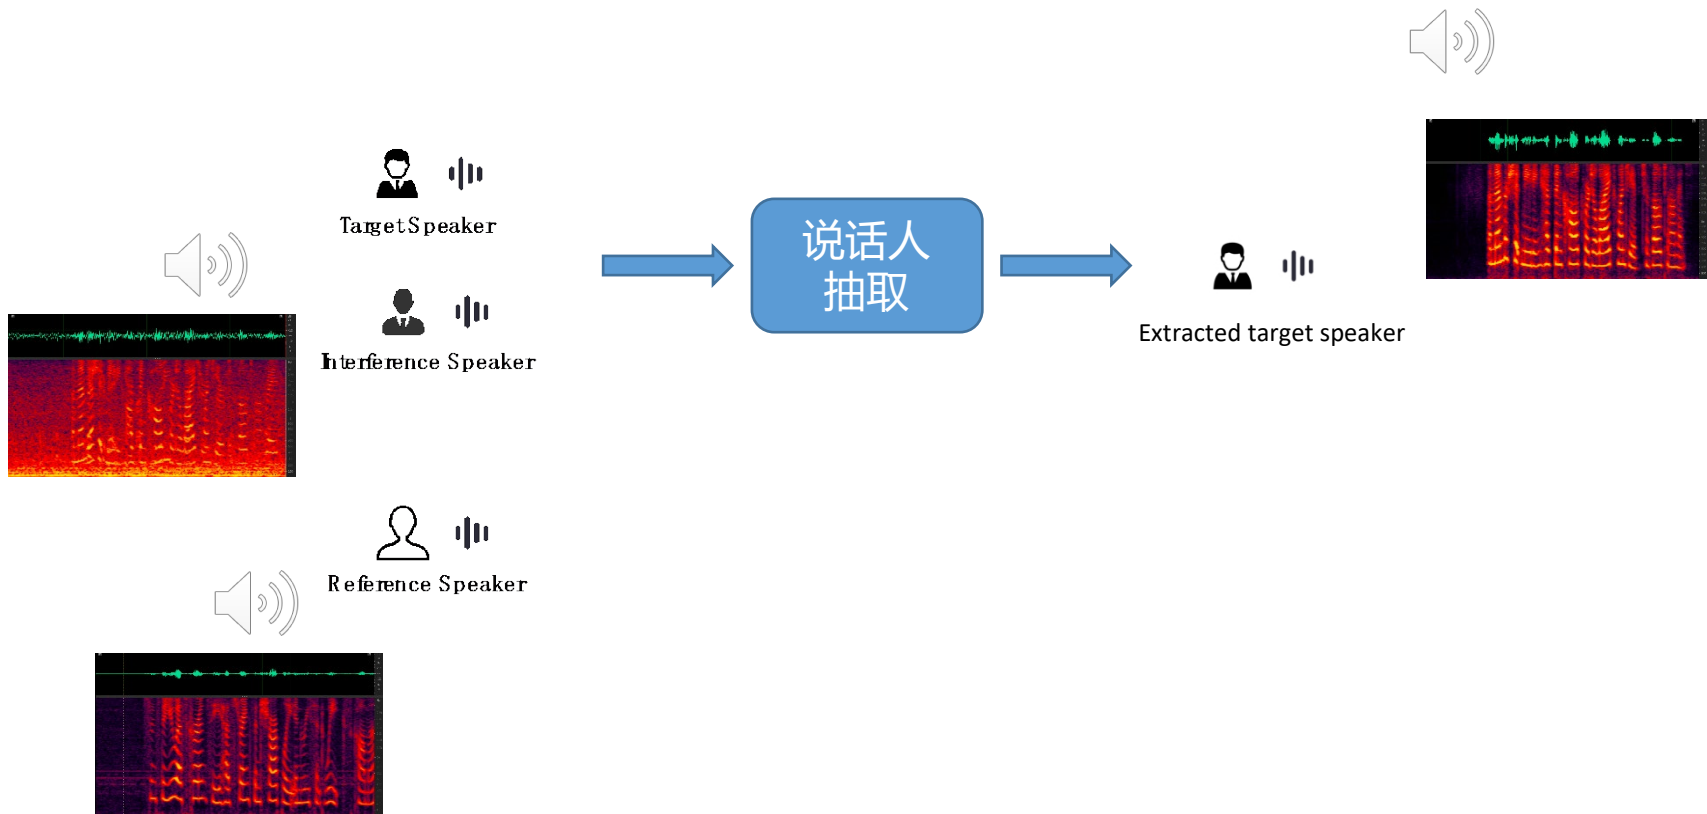 Target Speaker
Interference Speaker
Reference Speaker
说话人
抽取
Extracted target speaker